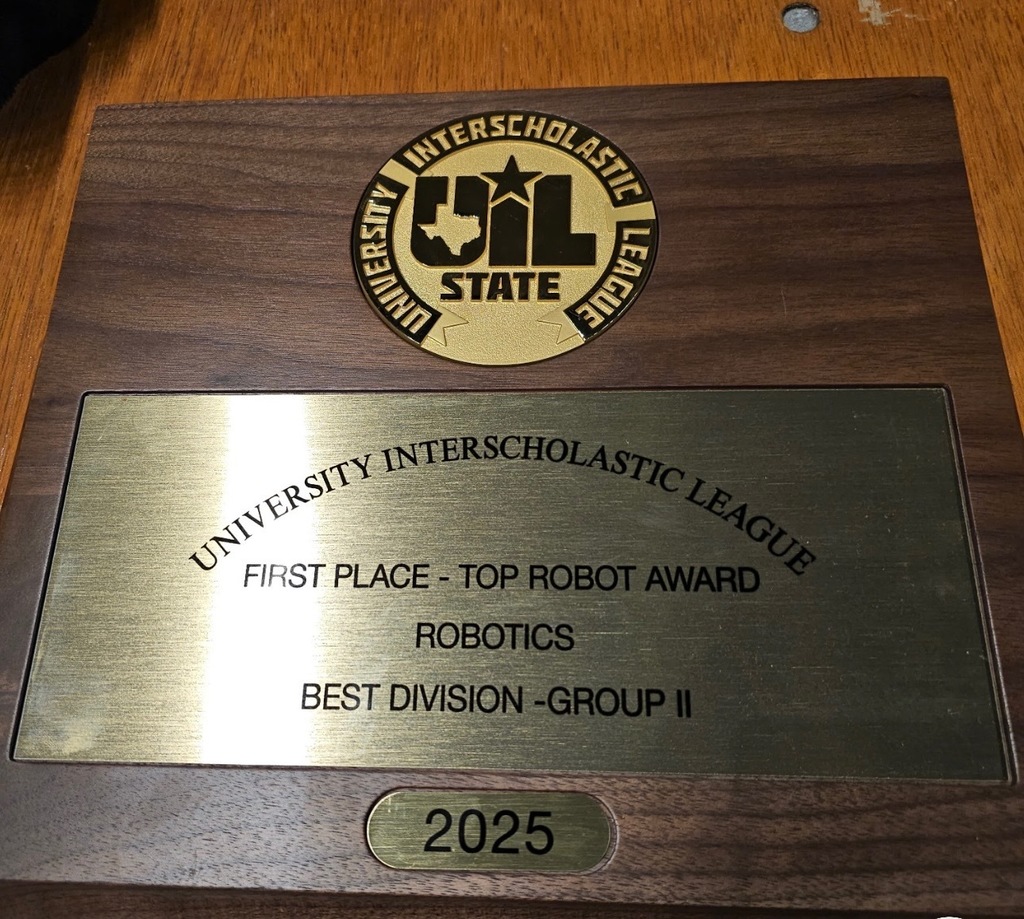 UNIVERSITY INTERSCHOLASTIC LEAGUE
UIL
STATE
UNIVERSITY INTERSCHOLASTIC LEAGUE
FIRST PLACE - TOP ROBOT AWARD
ROBOTICS
BEST DIVISION -GROUP II
2025